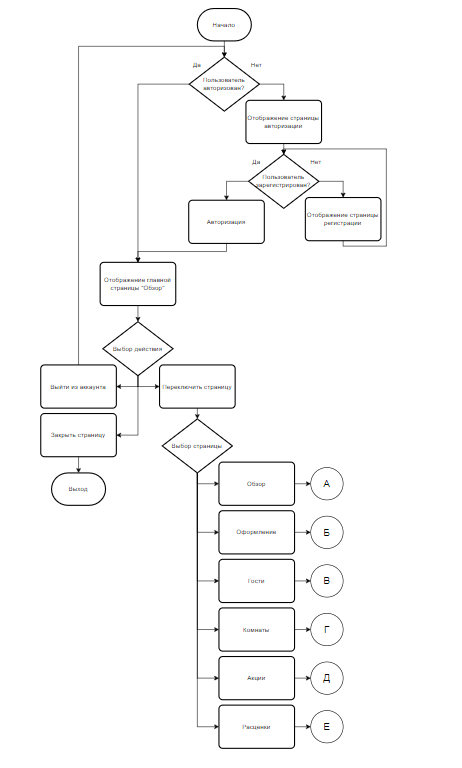 Начало
Да
Нет
Пользователь
авторизован?
Отображение страницы
авторизации
Да
Нет
Пользователь
зарегистрирован?
Авторизация
Отображение страницы
регистрации
Отображение главной
страницы "Обзор"
Выбор действия
Выйти из аккаунта
Переключить страницу
Закрыть страницу
Выбор страницы
Выход
Обзор
А
Оформление
Б
Гости
В
Комнаты
Г
Акции
Д
Расценки
Е